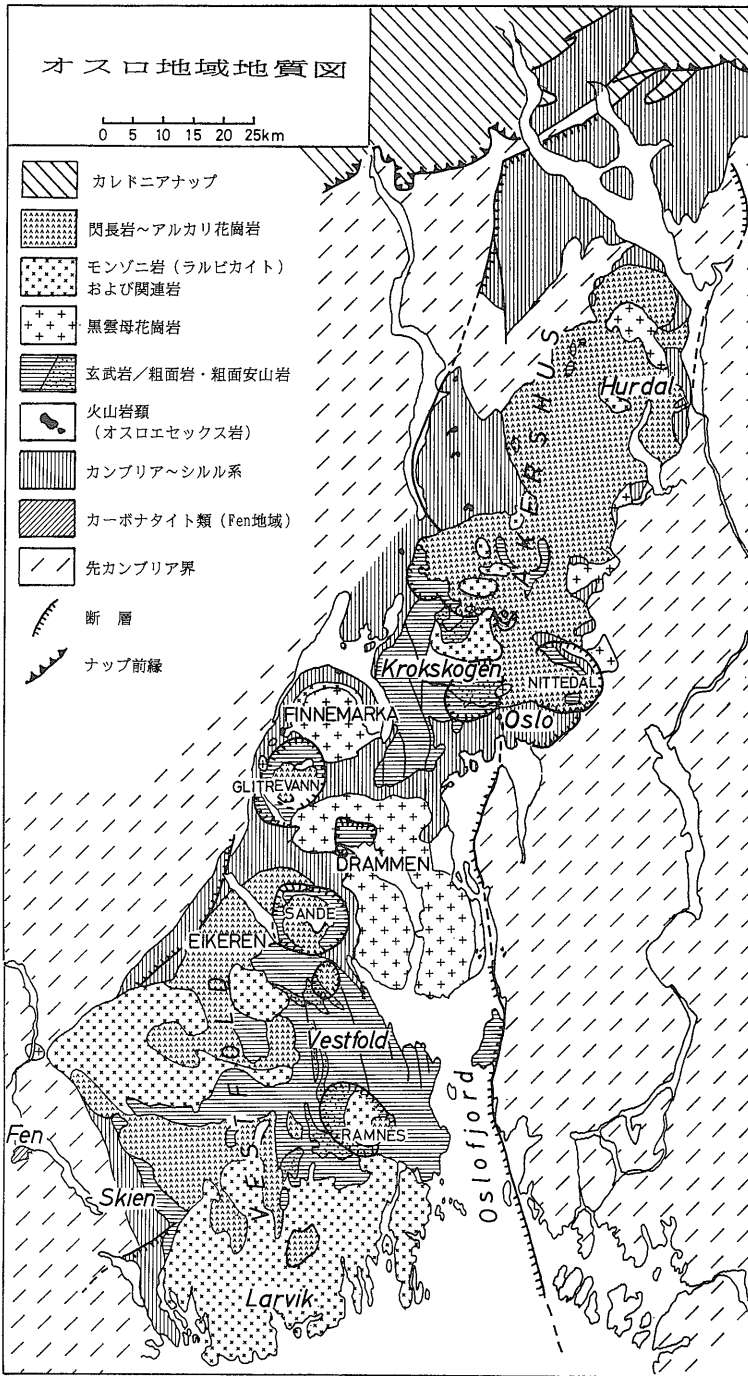 オスロ地域地質図
0 5 10 15 20 25km
カレドニアナップ
閃長岩～アルカリ花崗岩
モンゾニ岩（ラルビカイト）
および関連岩
黒雲母花崗岩
玄武岩／粗面岩・粗面安山岩
火山岩頸
（オスロエセックス岩）
カンブリア～シルル系
カーボナタイト類（Fen地域）
先カンブリア界
断層
ナップ前縁
AKERSHUS
Hurdal
Krokskogen
NITTEDAL
FINNEMARKA
Oslo
GLITREVANN
DRAMMEN
SANDE
EIKEREN
VESTFOLD
Vestfold
RAMNES
Fen
Oslofjord
Skien
Larvik